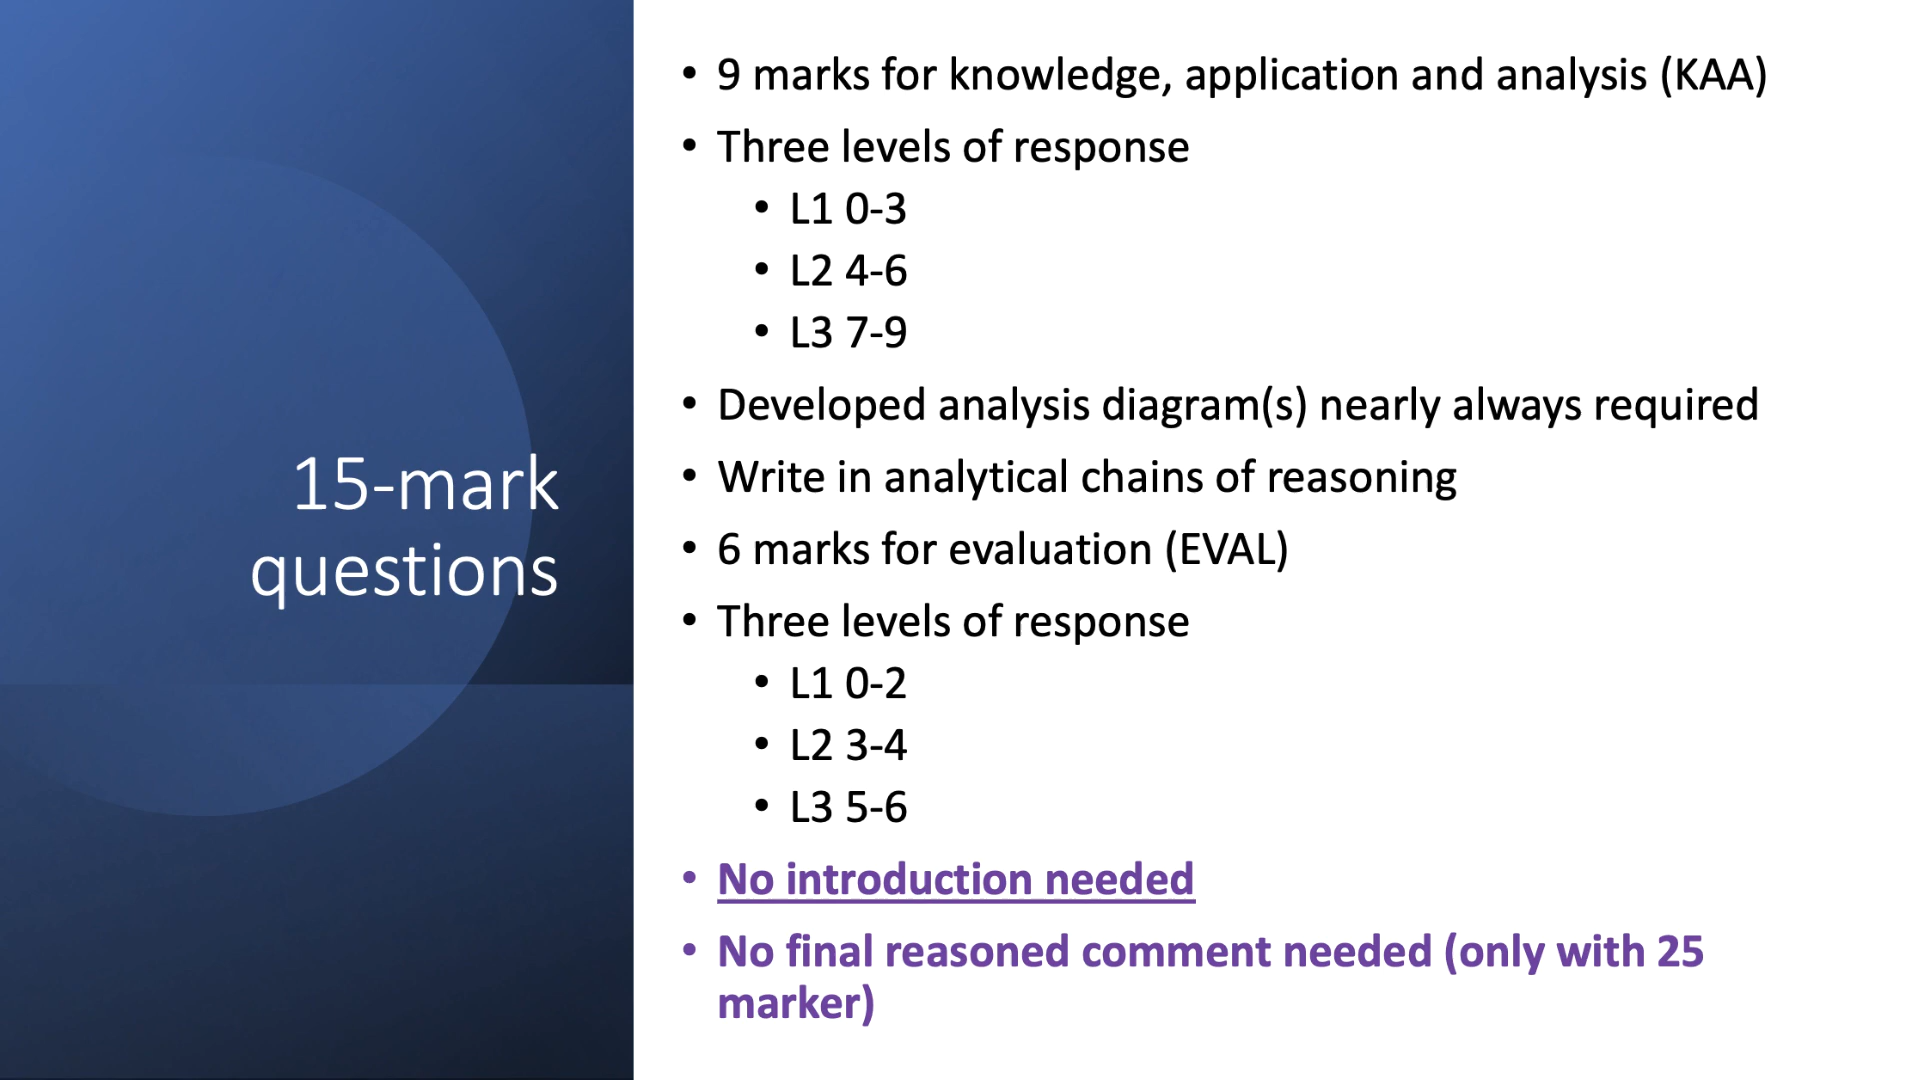 15-mark
questions
• 9 marks for knowledge, application and analysis (KAA)
• Three levels of response
• L1 0-3
• L2 4-6
• L3 7-9
• Developed analysis diagram(s) nearly always required
• Write in analytical chains of reasoning
• 6 marks for evaluation (EVAL)
• Three levels of response
• L1 0-2
• L2 3-4
• L3 5-6
• No introduction needed
• No final reasoned comment needed (only with 25
marker)